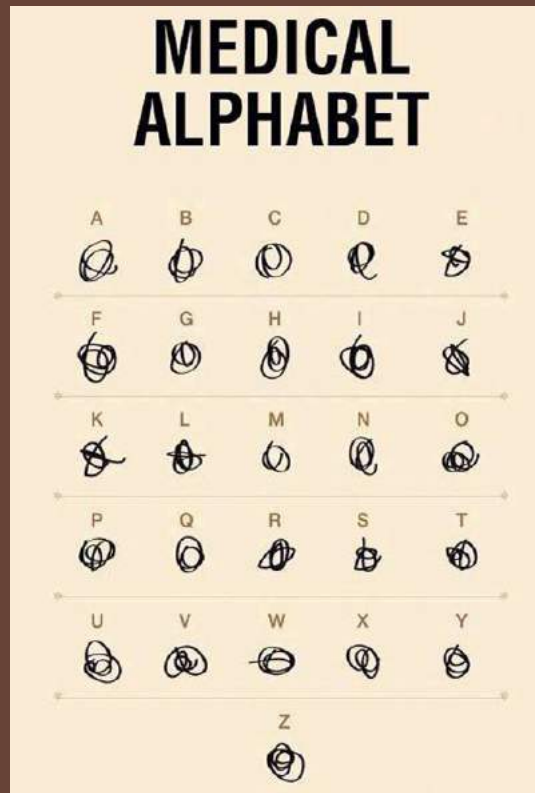 MEDICAL
ALPHABET
A B C D E
F G H I J
K L M N O
P Q R S T
U V W X Y
Z